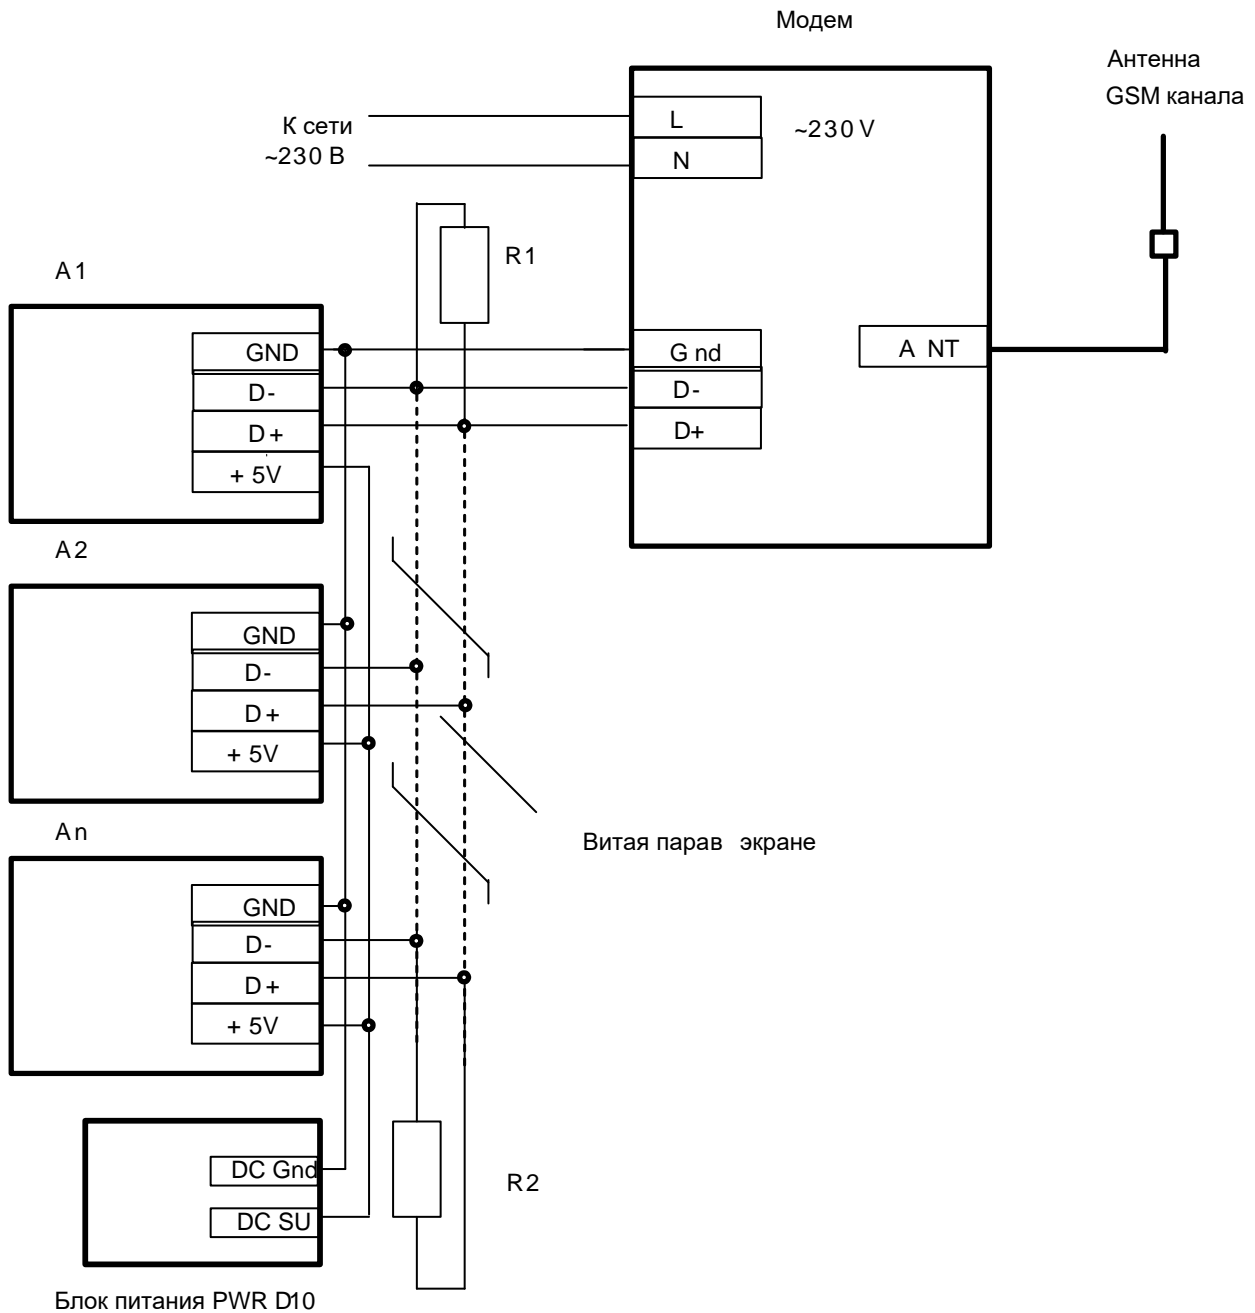 Модем
Антенна
GSM канала
К сети
~230 В
L
N
~230 V
R1
A1
GND
D-
D+
+ 5V
Gnd
D-
D+
A NT
A2
GND
D-
D+
+ 5V
Витая парав экране
An
GND
D-
D+
+ 5V
DC Gnd
DC SU
R2
Блок питания PWR D10